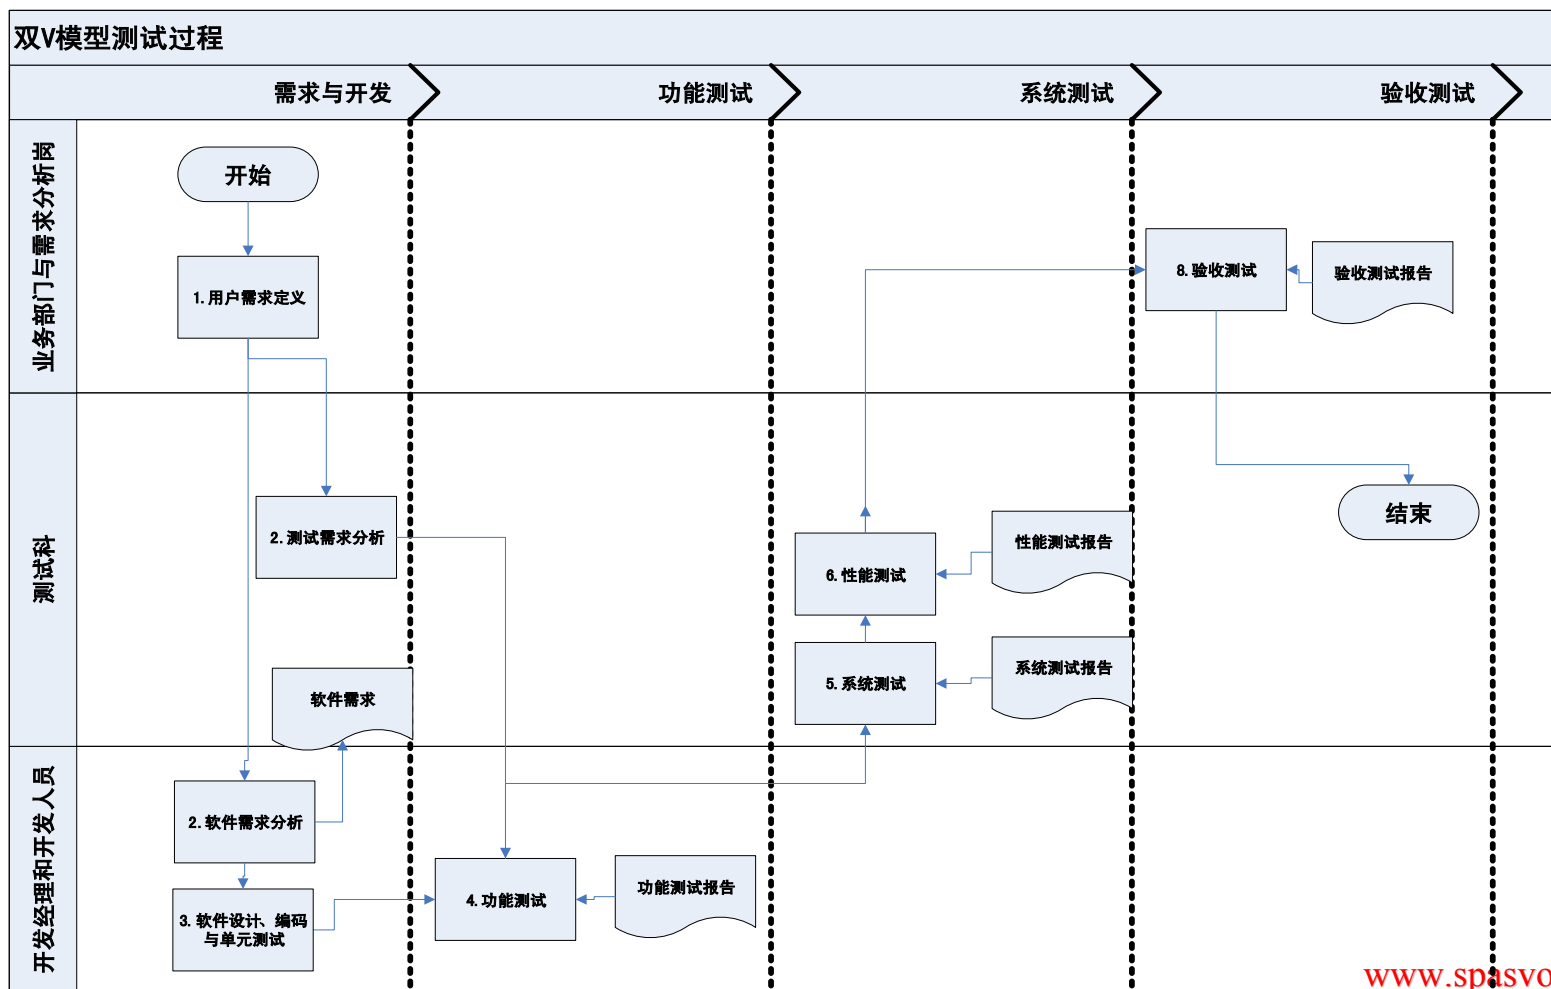 双V模型测试过程
需求与开发
功能测试
系统测试
验收测试
业务部门与需求分析岗
开始
1.用户需求定义
8.验收测试
验收测试报告
测试科
2.测试需求分析
软件需求
6.性能测试
性能测试报告
5.系统测试
系统测试报告
结束
开发经理和开发人员
2.软件需求分析
3.软件设计、编码
与单元测试
4.功能测试
功能测试报告
www.spasvo